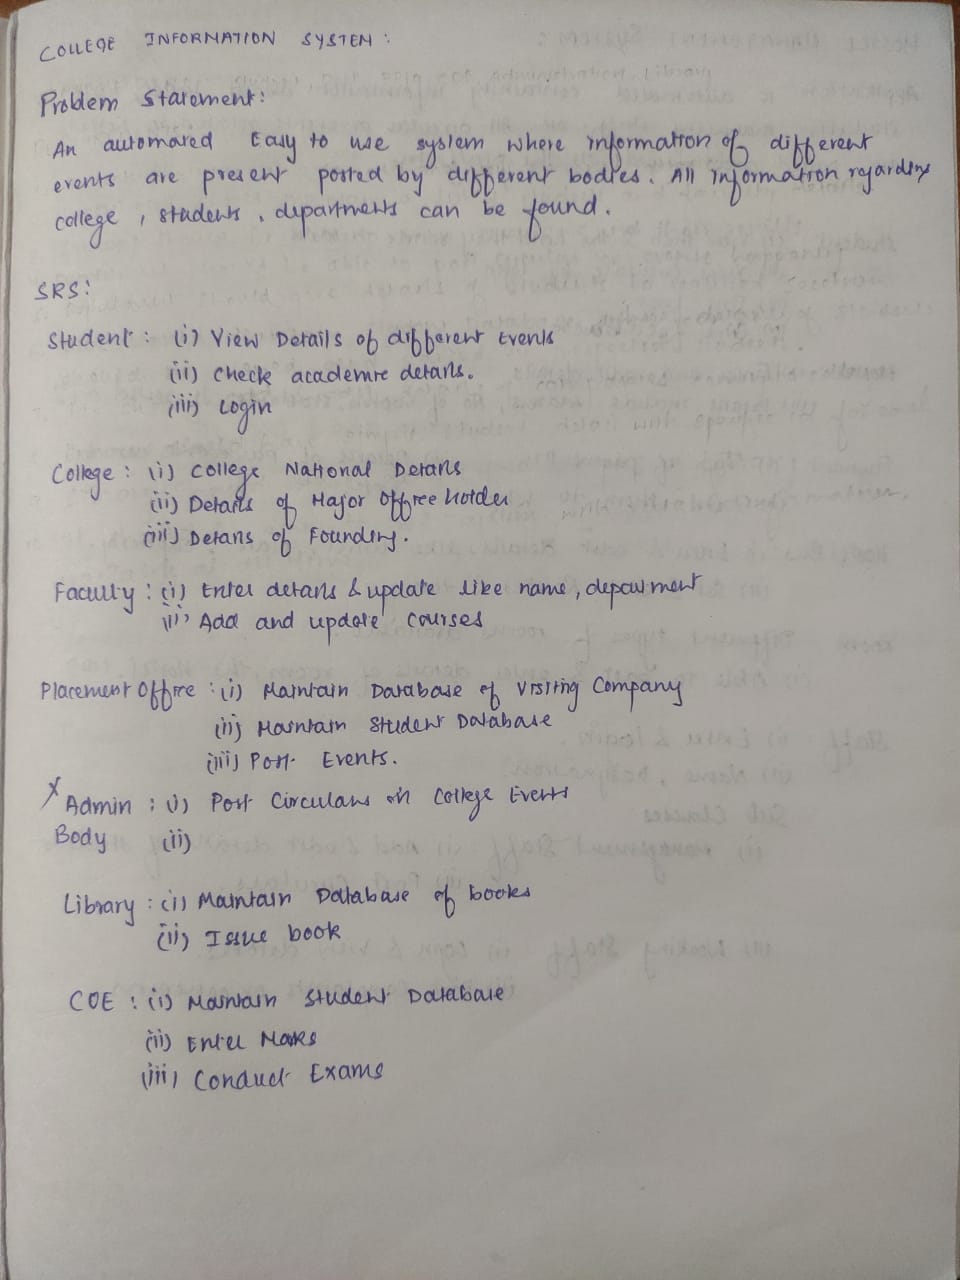 COLLEGE INFORMATION SYSTEM :
Problem Statement:
An automated Easy to use system where information of different
events are present posted by different bodies. All Information regarding
college , students , departments can be found.
SRS:
Student : (i) View Details of different Events
(ii) Check academic details.
(iii) Login
College : (i) College National Details
(ii) Details of Major Office holder
(iii) Details of Founding.
Faculty : (i) Enter details & update like name, department
(ii) Add and update courses
Placement Office : (i) Maintain Database of Visiting Company
(ii) Maintain Student Database
(iii) Post Events.
x Admin : (i) Post Circulars on College Events
Body (ii)
Library : (i) Maintain Database of books
(ii) Issue book
COE : (i) Maintain Student Database
(ii) Enter Marks
(iii) Conduct Exams